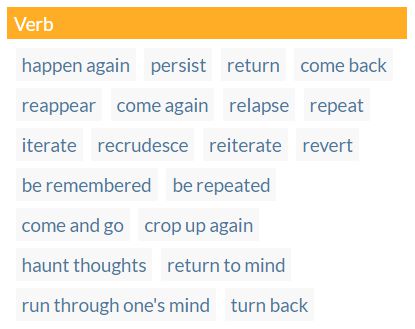 Verb
happen again persist return come back
reappear come again relapse repeat
iterate recrudesce reiterate revert
be remembered be repeated
come and go crop up again
haunt thoughts return to mind
run through one's mind turn back